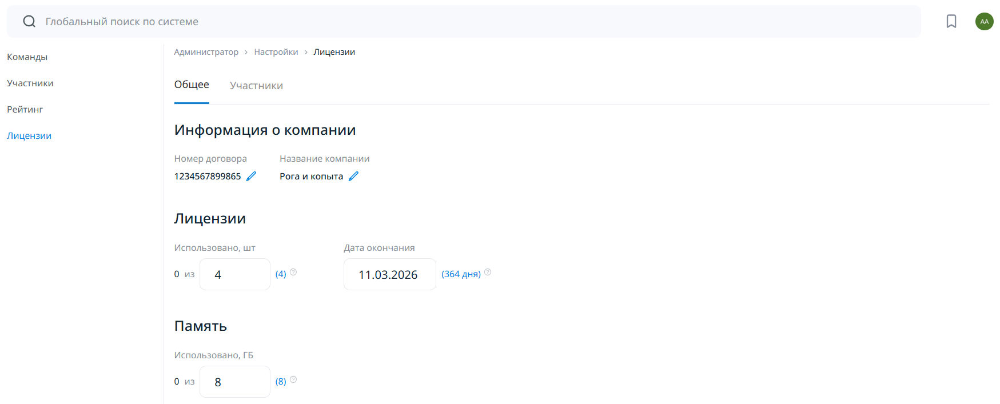 Глобальный поиск по системе
АА
Команды
Участники
Рейтинг
Лицензии
Администратор > Настройки > Лицензии
Общее Участники
Информация о компании
Номер договора Название компании
1234567899865 Рога и копыта
Лицензии
Использовано, шт Дата окончания
0 из 4 (4) ? 11.03.2026 (364 дня) ?
Память
Использовано, ГБ
0 из 8 (8) ?